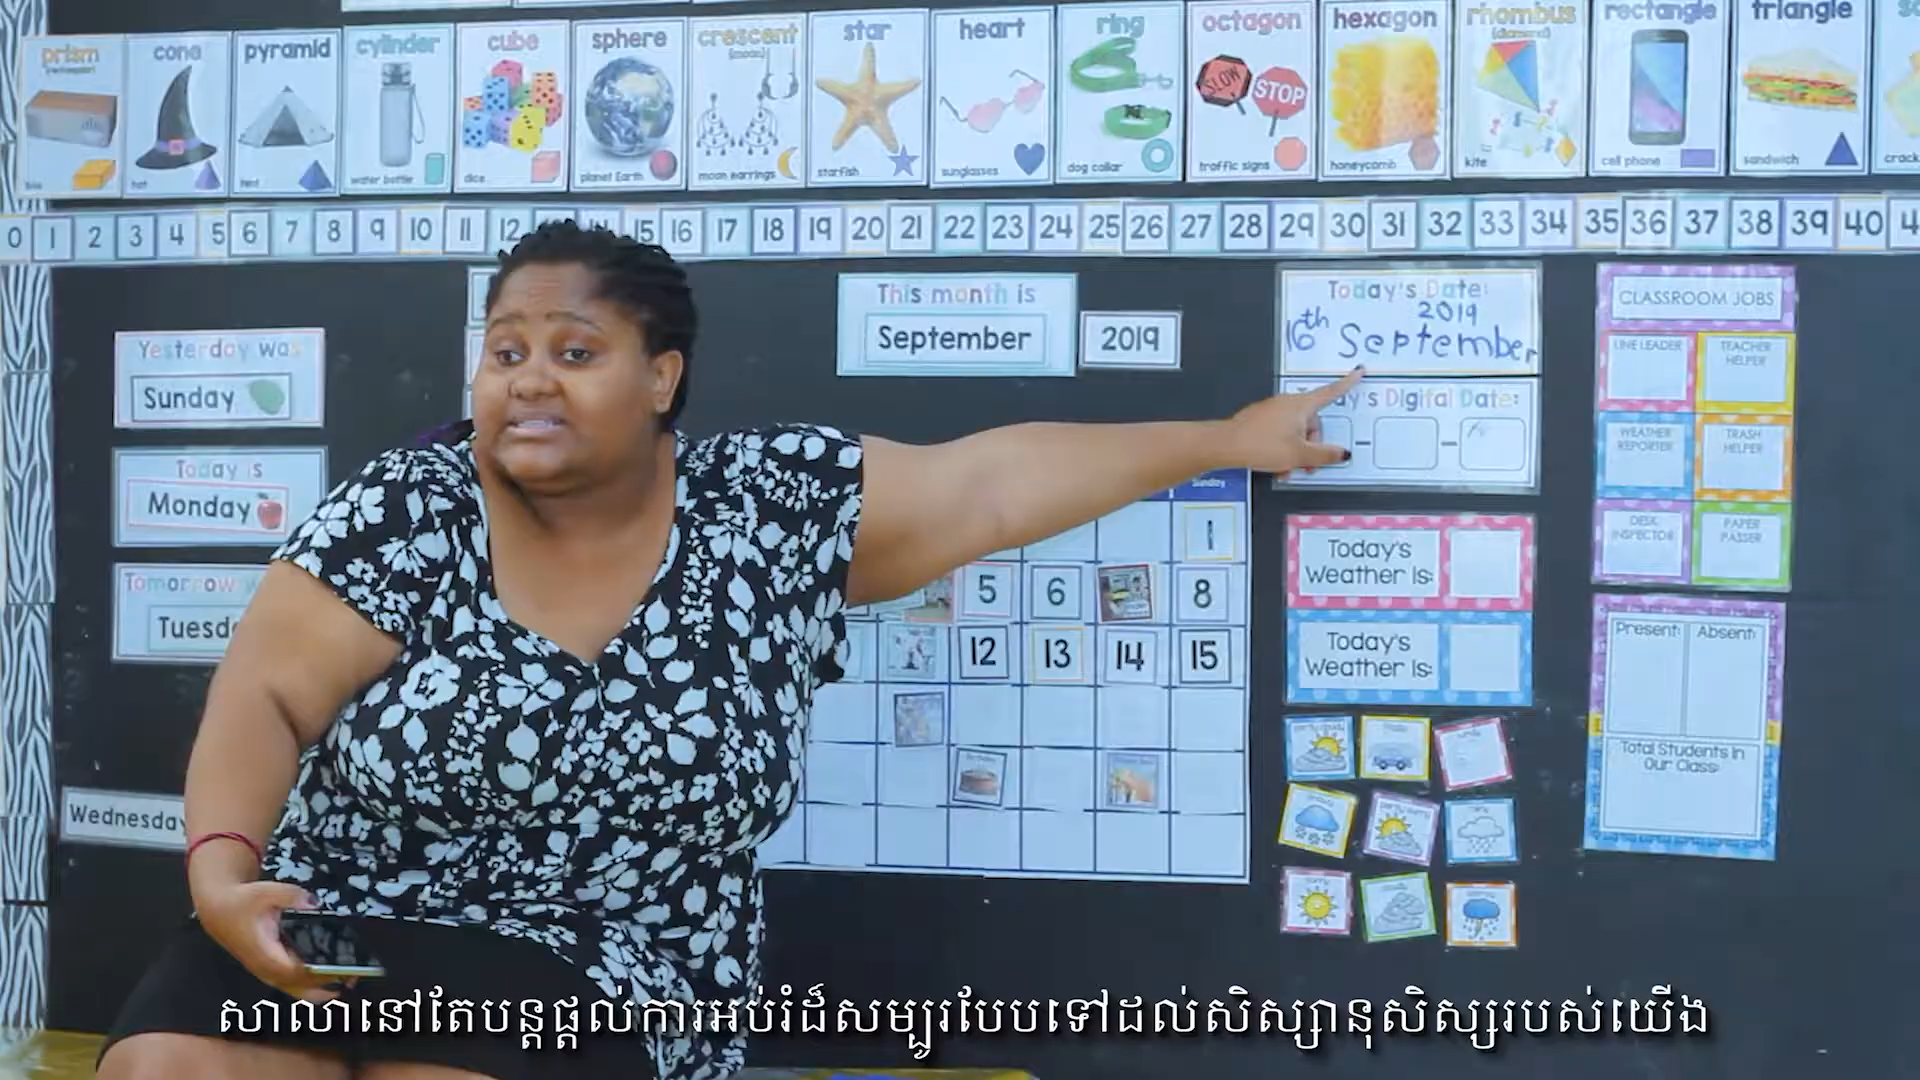 prism
cone
pyramid
cylinder
cube
sphere
crescent
(moon)
star
heart
ring
octagon
hexagon
rhombus
(diamond)
rectangle
triangle
SLOW
STOP
box
hat
tent
water bottle
dice
planet Earth
moon earrings
starfish
sunglasses
dog collar
traffic signs
honeycomb
kite
cell phone
sandwich
0 1 2 3 4 5 6 7 8 9 10 11 12 15 16 17 18 19 20 21 22 23 24 25 26 27 28 29 30 31 32 33 34 35 36 37 38 39 40
Yesterday was
Sunday
Today is
Monday
Tomorrow
Wednesday
This month is
September
2019
Today's Date:
2019
16th September
Digital Date:
Sunday
1
5 6 8
12 13 14 15
Today's
Weather Is:
Today's
Weather Is:
CLASSROOM JOBS
LINE LEADER
TEACHER
HELPER
WEATHER
REPORTER
TRASH
HELPER
DESK
INSPECTOR
PAPER
PASSER
Present:
Absent:
Total Students In
Our Class:
សាលានៅតែបន្តផ្តល់ការអប់រំដ៏សម្បូរបែបទៅដល់សិស្សានុសិស្សរបស់យើង